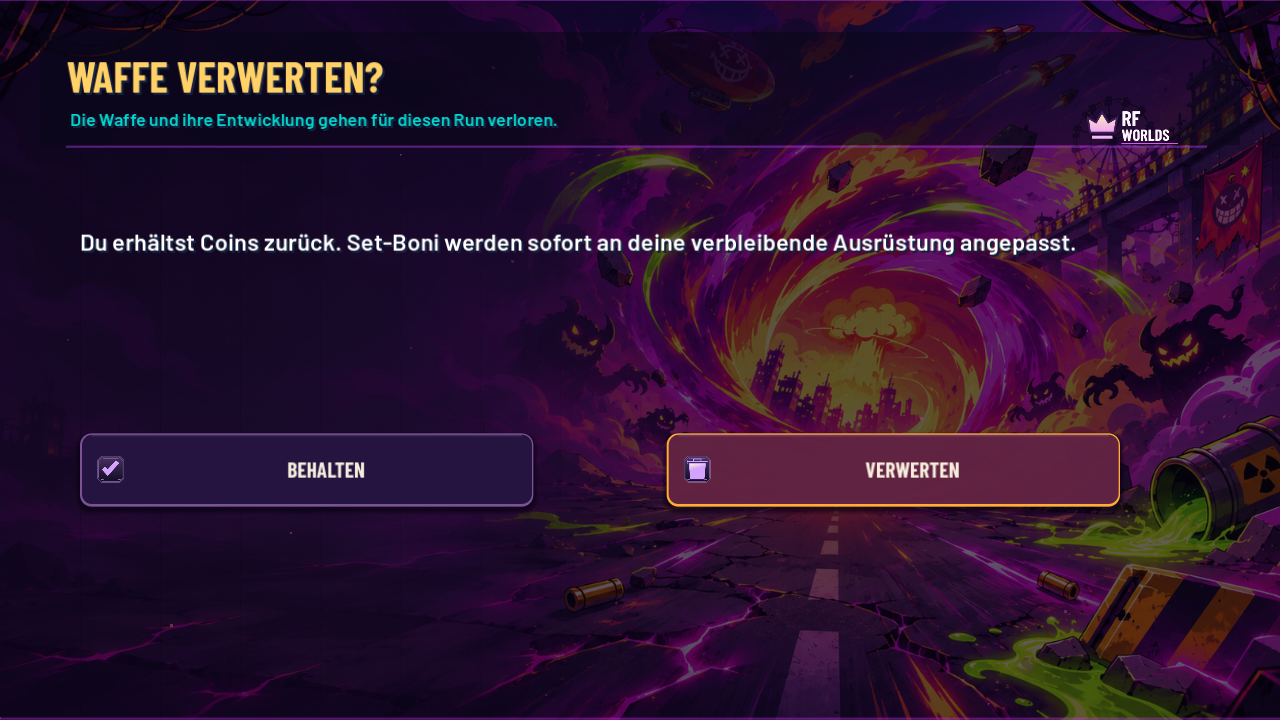 WAFFE VERWERTEN?
Die Waffe und ihre Entwicklung gehen für diesen Run verloren.
RF
WORLDS
Du erhältst Coins zurück. Set-Boni werden sofort an deine verbleibende Ausrüstung angepasst.
BEHALTEN
VERWERTEN